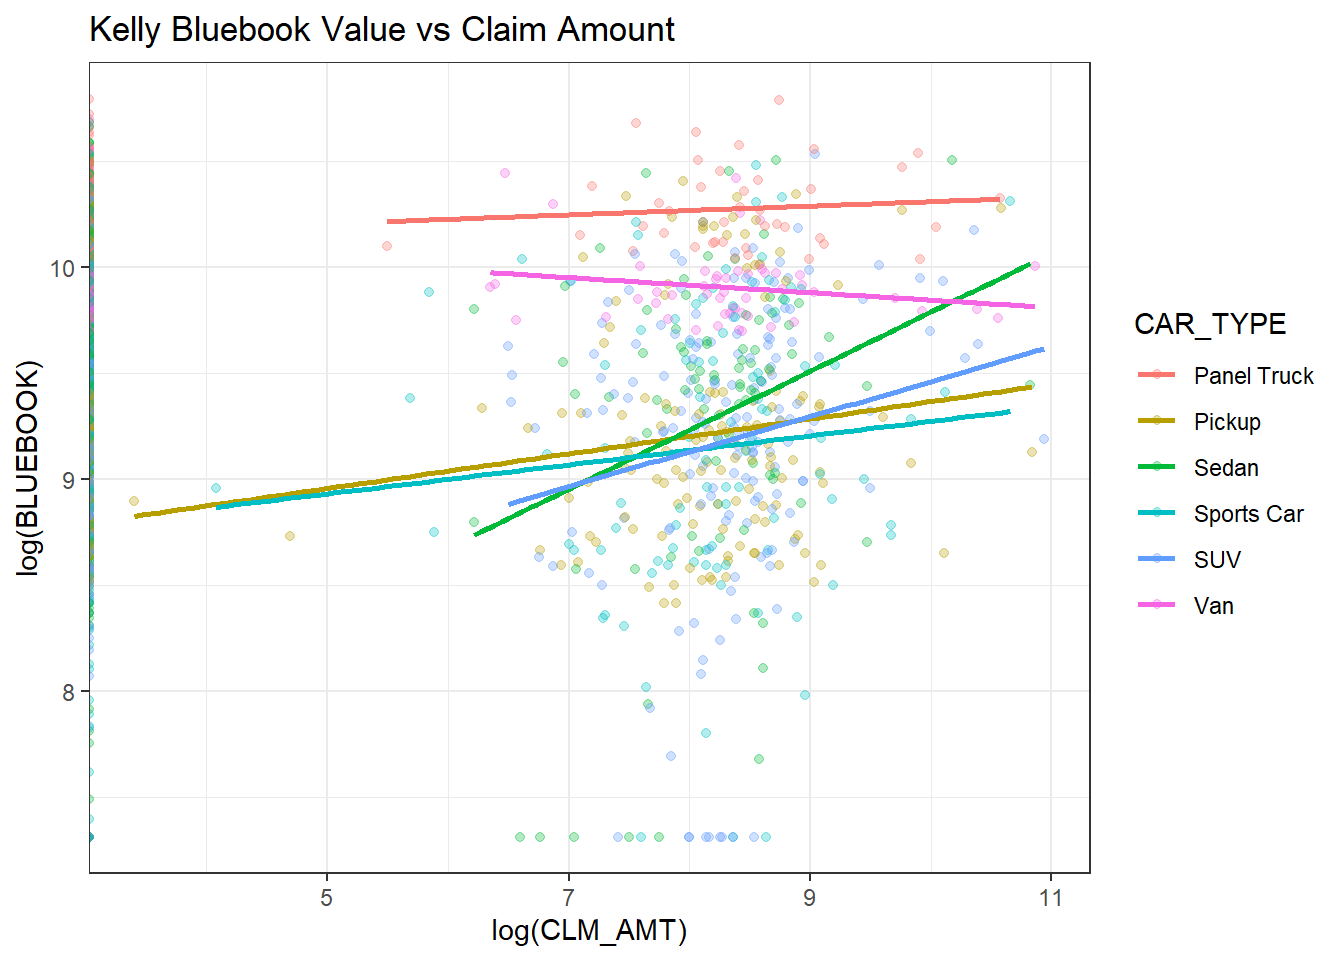 Kelly Bluebook Value vs Claim Amount
log(BLUEBOOK)
10
9
8
5 7 9 11
log(CLM_AMT)
CAR_TYPE
Panel Truck
Pickup
Sedan
Sports Car
SUV
Van